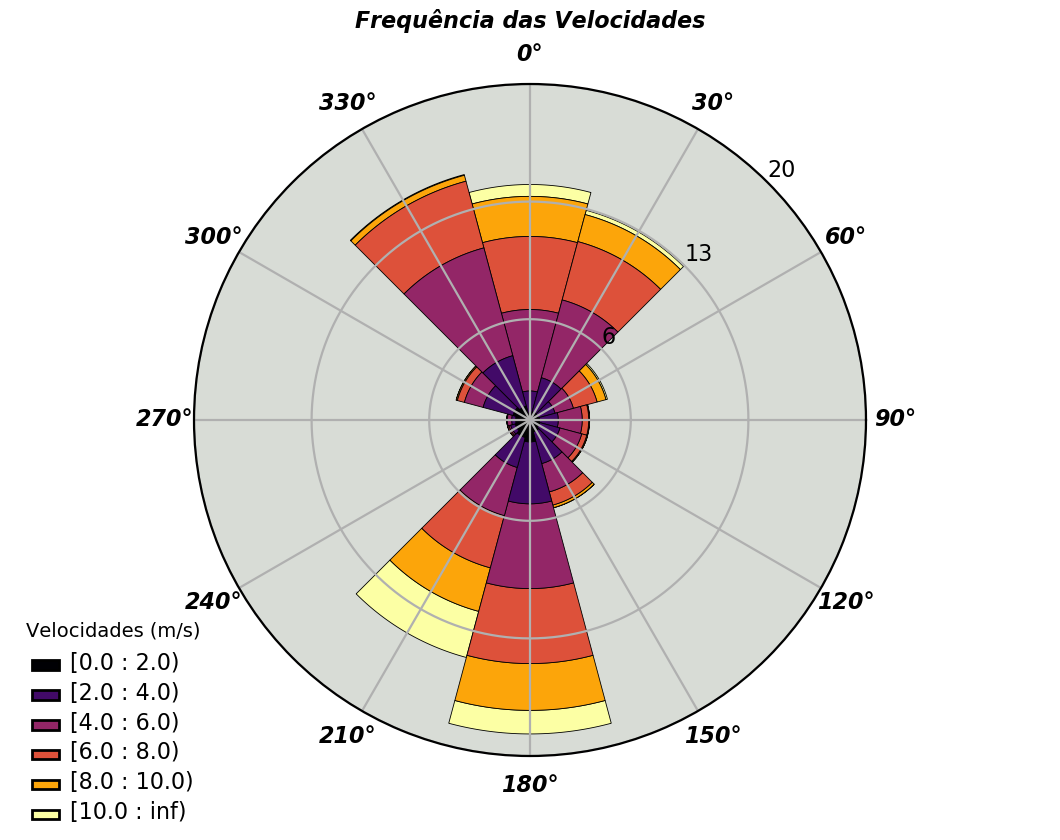 Frequência das Velocidades
0°
330°
30°
20
300°
60°
13
6
270°
90°
240°
120°
210°
150°
180°
Velocidades (m/s)
[0.0 : 2.0)
[2.0 : 4.0)
[4.0 : 6.0)
[6.0 : 8.0)
[8.0 : 10.0)
[10.0 : inf)